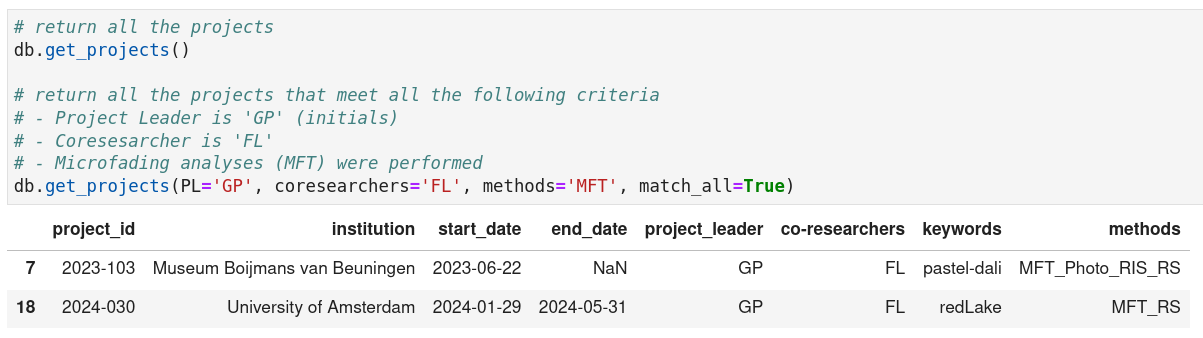 # return all the projects
db.get_projects()
# return all the projects that meet all the following criteria
# - Project Leader is 'GP' (initials)
# - Coresesarcher is 'FL'
# - Microfading analyses (MFT) were performed
db.get_projects(PL='GP', coresearchers='FL', methods='MFT', match_all=True)
project_id institution start_date end_date project_leader co-researchers keywords methods
7 2023-103 Museum Boijmans van Beuningen 2023-06-22 NaN GP FL pastel-dali MFT_Photo_RIS_RS
18 2024-030 University of Amsterdam 2024-01-29 2024-05-31 GP FL redLake MFT_RS